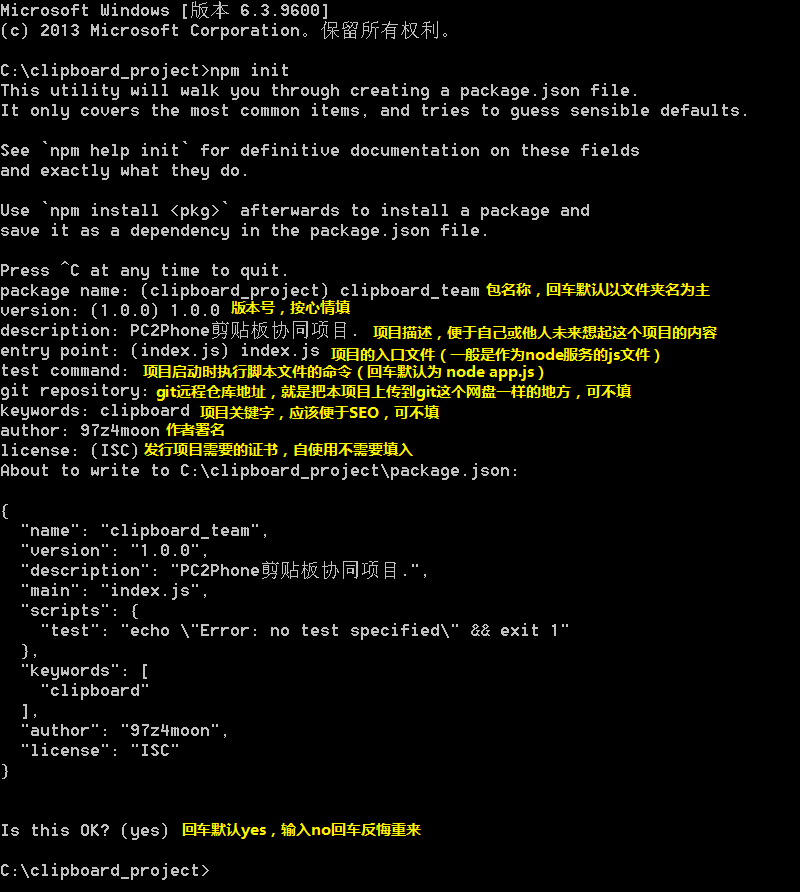 Microsoft Windows [版本 6.3.9600]
(c) 2013 Microsoft Corporation。保留所有权利。
C:\clipboard_project>npm init
This utility will walk you through creating a package.json file.
It only covers the most common items, and tries to guess sensible defaults.
See `npm help init` for definitive documentation on these fields
and exactly what they do.
Use `npm install <pkg>` afterwards to install a package and
save it as a dependency in the package.json file.
Press ^C at any time to quit.
package name: (clipboard_project) clipboard_team 包名称，回车默认以文件夹名为主
version: (1.0.0) 1.0.0 版本号，按心情填
description: PC2Phone剪贴板协同项目. 项目描述，便于自己或他人未来想起这个项目的内容
entry point: (index.js) index.js 项目的入口文件（一般是作为node服务的js文件）
test command: 项目启动时执行脚本文件的命令（回车默认为 node app.js）
git repository: git远程仓库地址，就是把本项目上传到git这个网盘一样的地方，可不填
keywords: clipboard 项目关键字，应该便于SEO，可不填
author: 97z4moon 作者署名
license: (ISC) 发行项目需要的证书，自使用不需要填入
About to write to C:\clipboard_project\package.json:
{
  "name": "clipboard_team",
  "version": "1.0.0",
  "description": "PC2Phone剪贴板协同项目.",
  "main": "index.js",
  "scripts": {
    "test": "echo \"Error: no test specified\" && exit 1"
  },
  "keywords": [
    "clipboard"
  ],
  "author": "97z4moon",
  "license": "ISC"
}
Is this OK? (yes) 回车默认yes，输入no回车反悔重来
C:\clipboard_project>